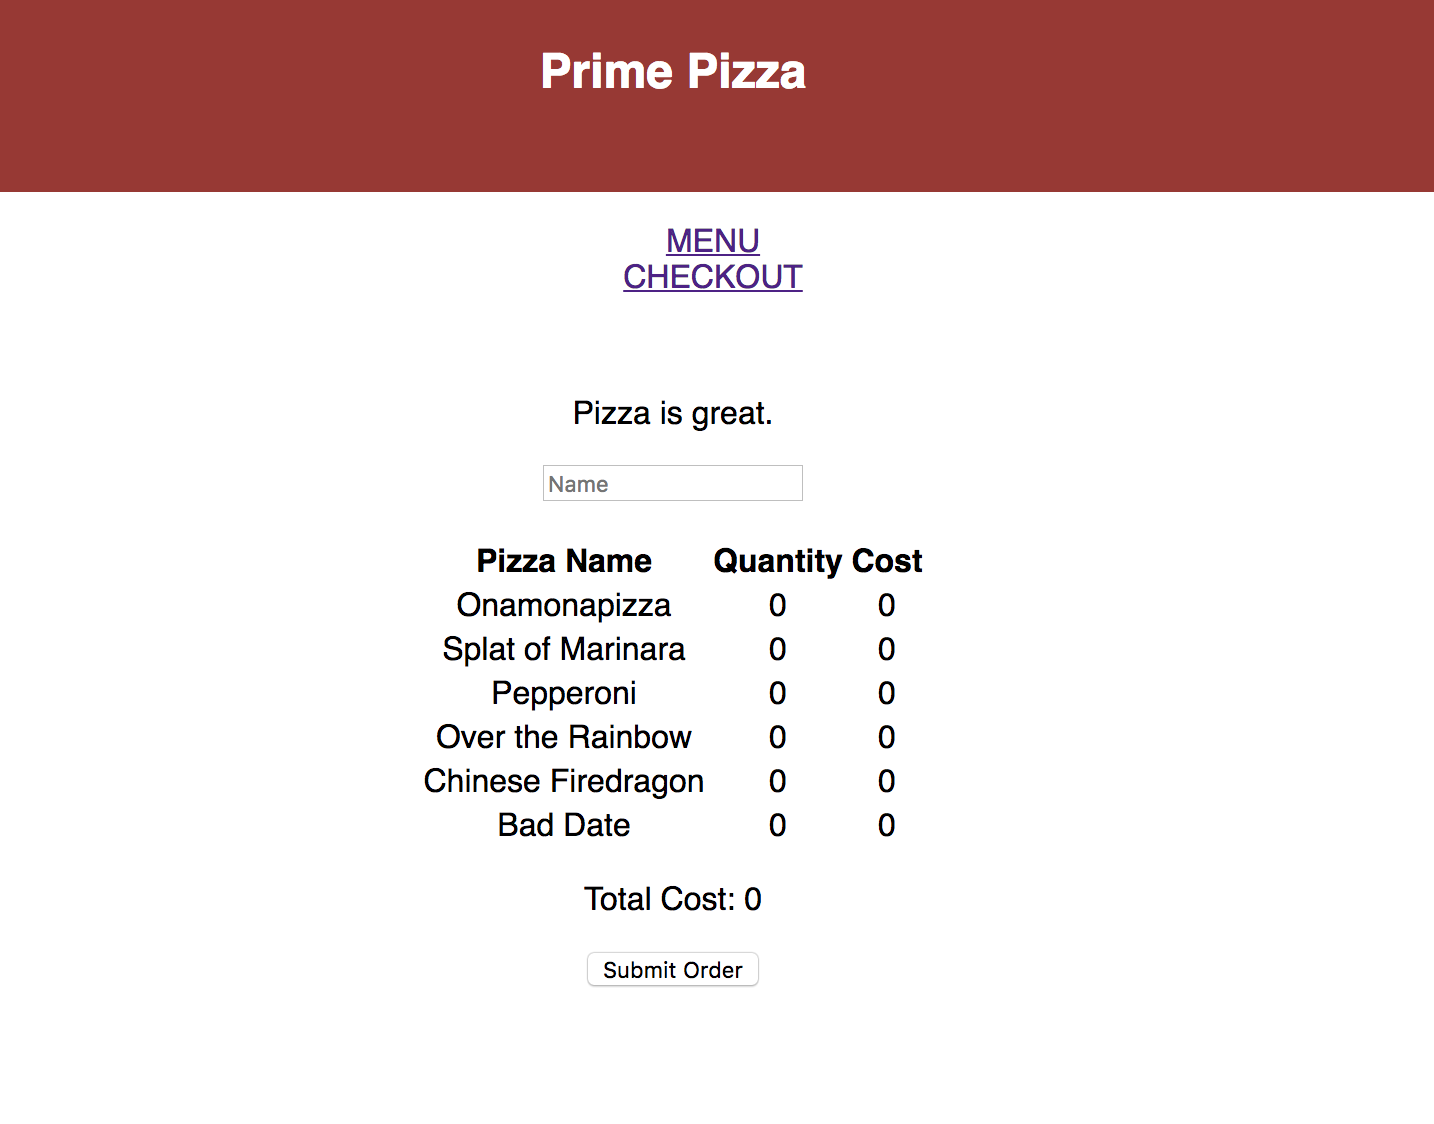 Prime Pizza
MENU
CHECKOUT
Pizza is great.
Name
Pizza Name Quantity Cost
Onamonapizza 0 0
Splat of Marinara 0 0
Pepperoni 0 0
Over the Rainbow 0 0
Chinese Firedragon 0 0
Bad Date 0 0
Total Cost: 0
Submit Order